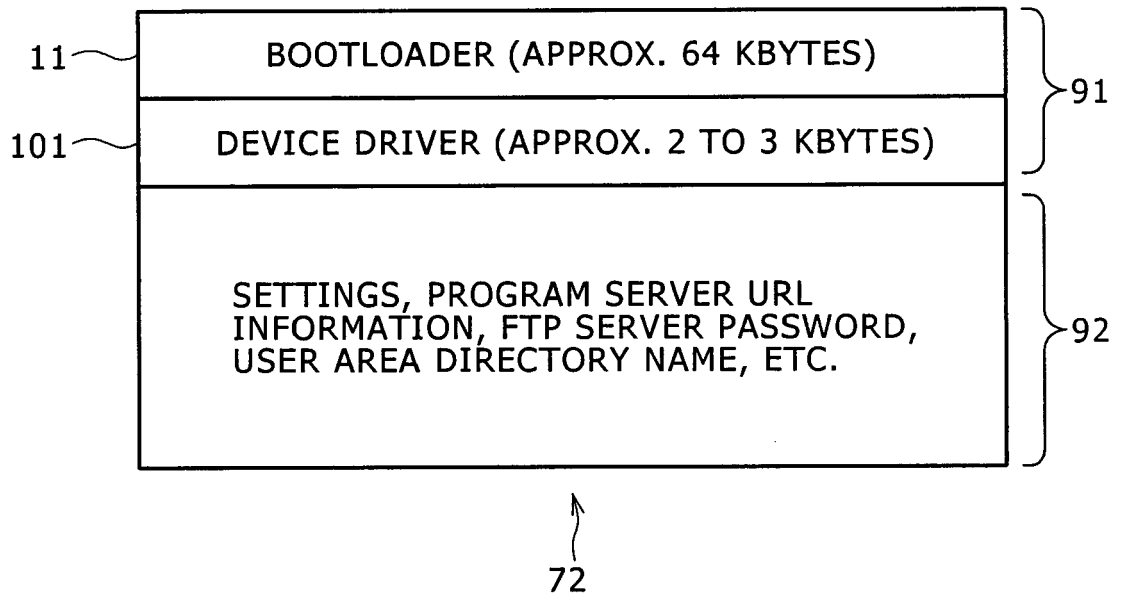 11 BOOTLOADER (APPROX. 64 KBYTES)
91
101 DEVICE DRIVER (APPROX. 2 TO 3 KBYTES)
SETTINGS, PROGRAM SERVER URL
INFORMATION, FTP SERVER PASSWORD,
92
USER AREA DIRECTORY NAME, ETC.
72